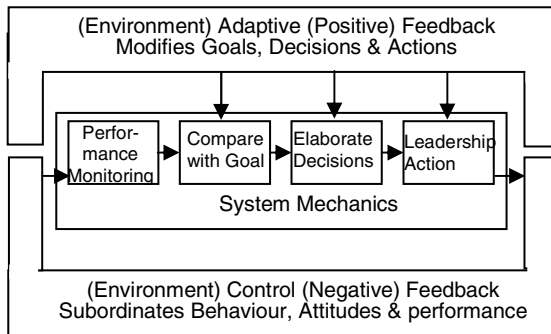 (Environment) Adaptive (Positive) Feedback
Modifies Goals, Decisions & Actions
Perfor-
mance
Monitoring
Compare
with Goal
Elaborate
Decisions
Leadership
Action
System Mechanics
(Environment) Control (Negative) Feedback
Subordinates Behaviour, Attitudes & performance